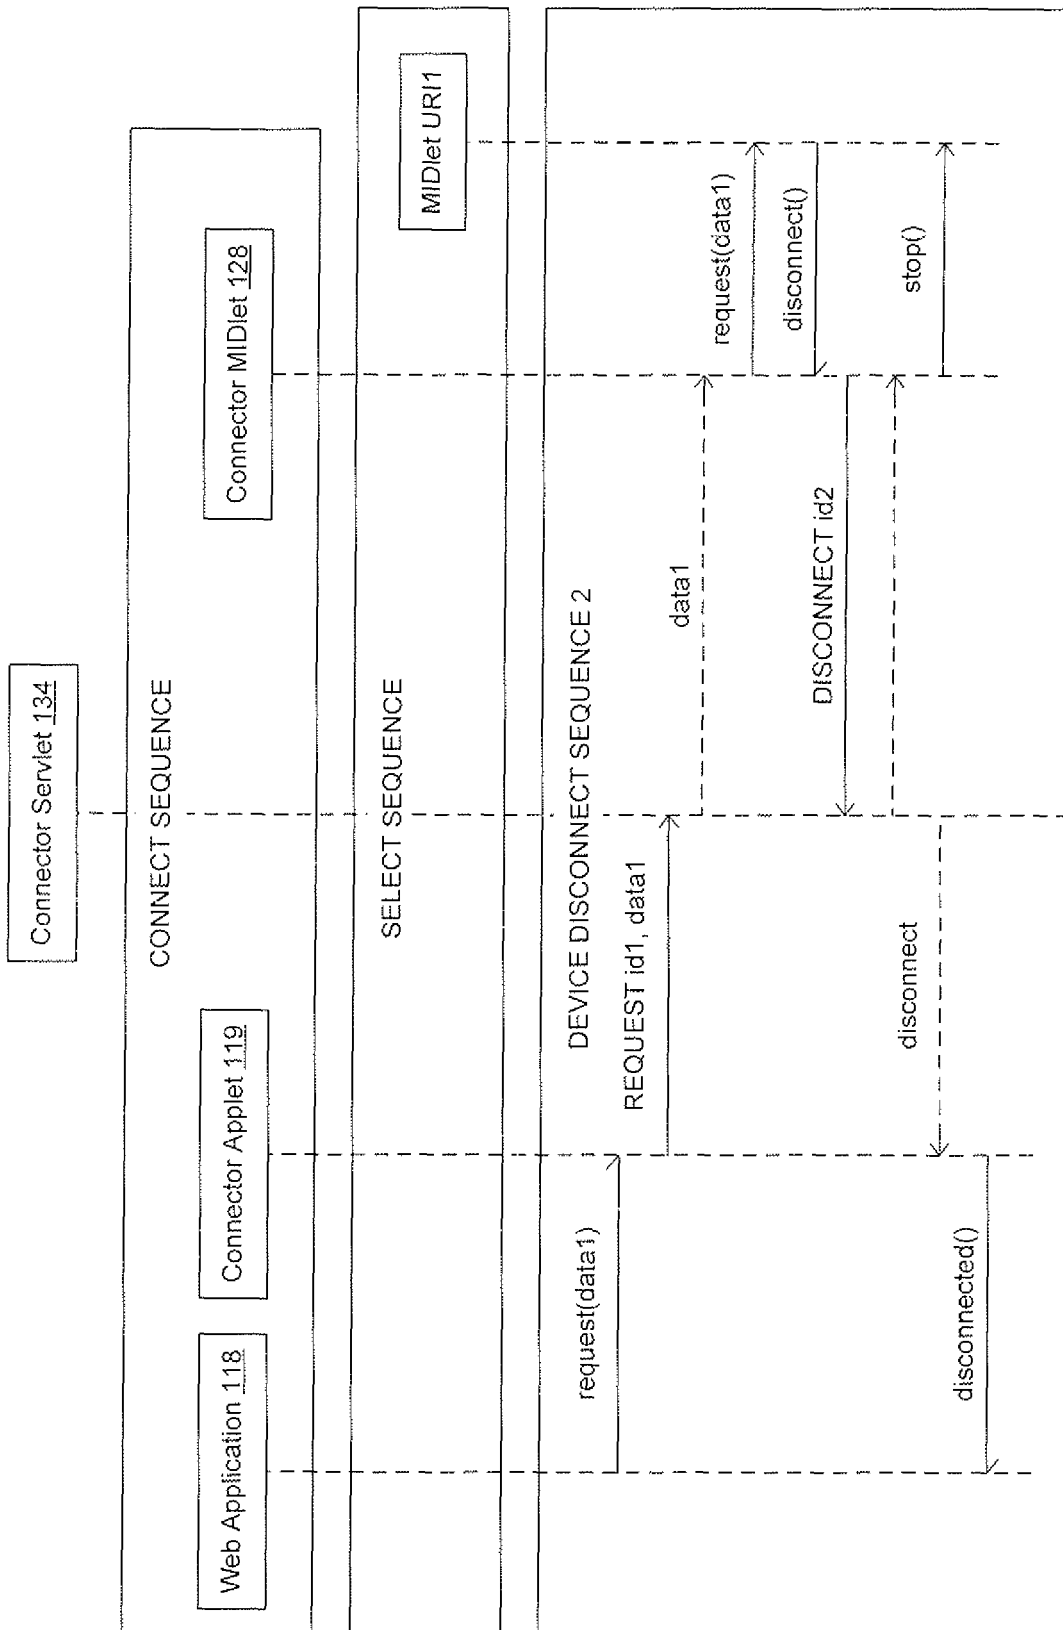 Connector Servlet 134
CONNECT SEQUENCE
Web Application 118
Connector Applet 119
Connector MIDlet 128
SELECT SEQUENCE
MIDlet URI1
DEVICE DISCONNECT SEQUENCE 2
request(data1)
REQUEST id1, data1
data1
request(data1)
disconnect()
DISCONNECT id2
stop()
disconnect
disconnected()